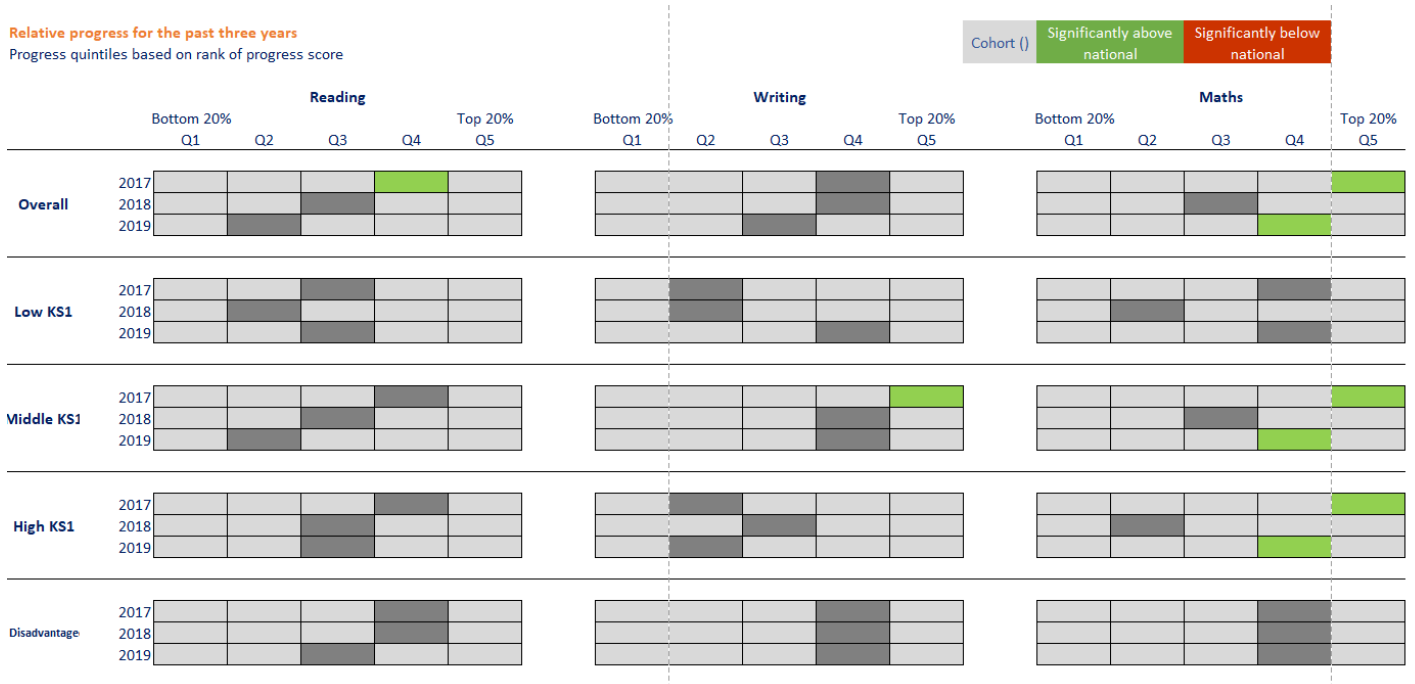 Relative progress for the past three years
Progress quintiles based on rank of progress score
Cohort ()
Significantly above
national
Significantly below
national
Reading Writing Maths
Bottom 20% Top 20% Bottom 20% Top 20% Bottom 20% Top 20%
Q1 Q2 Q3 Q4 Q5 Q1 Q2 Q3 Q4 Q5 Q1 Q2 Q3 Q4 Q5
2017
Overall 2018
2019
2017
Low KS1 2018
2019
2017
Middle KS1 2018
2019
2017
High KS1 2018
2019
2017
Disadvantage 2018
2019